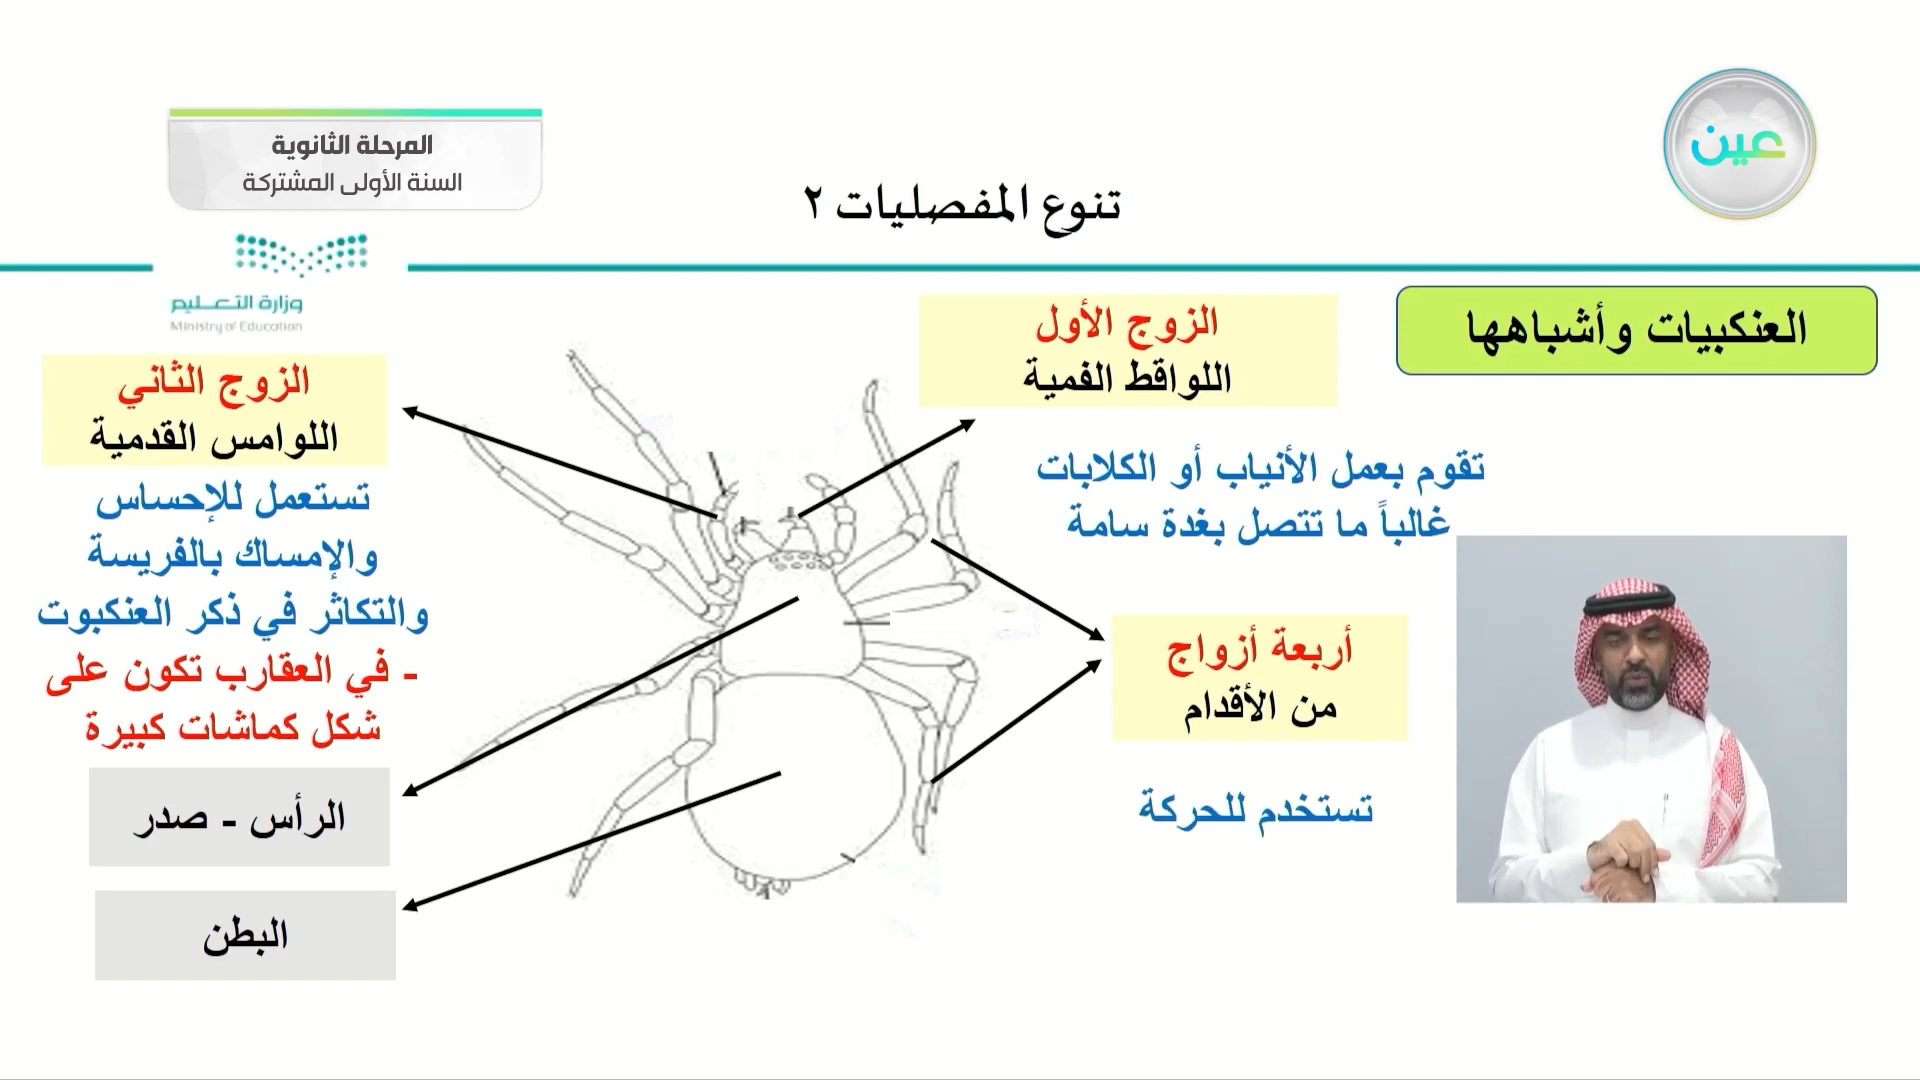 المرحلة الثانوية
السنة الأولى المشتركة
عين
تنوع المفصليات ٢
وزارة التعليم
Ministry of Education
العنكبيات وأشباهها
الزوج الأول
اللواقط الفمية
تقوم بعمل الأنياب أو الكلابات
غالباً ما تتصل بغدة سامة
أربعة أزواج
من الأقدام
تستخدم للحركة
الزوج الثاني
اللوامس القدمية
تستعمل للإحساس
والإمساك بالفريسة
والتكاثر في ذكر العنكبوت
- في العقارب تكون على
شكل كماشات كبيرة
الرأس - صدر
البطن